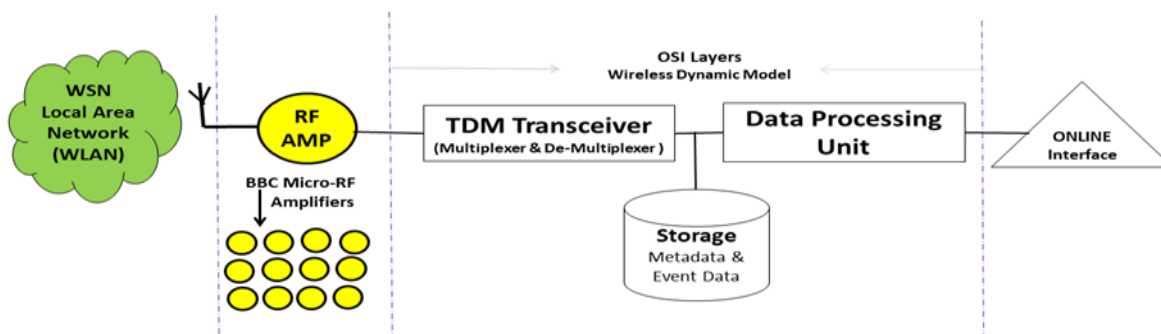 WSN
Local Area
Network
(WLAN)
RF
AMP
BBC Micro-RF
Amplifiers
OSI Layers
Wireless Dynamic Model
TDM Transceiver
(Multiplexer & De-Multiplexer )
Data Processing
Unit
Storage
Metadata &
Event Data
ONLINE
Interface